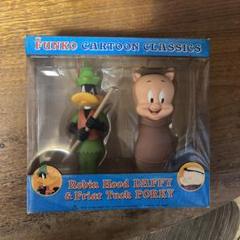 FUNKO CARTOON CLASSICS
Robin Hood DAFFY
& Friar Tuck PORKY